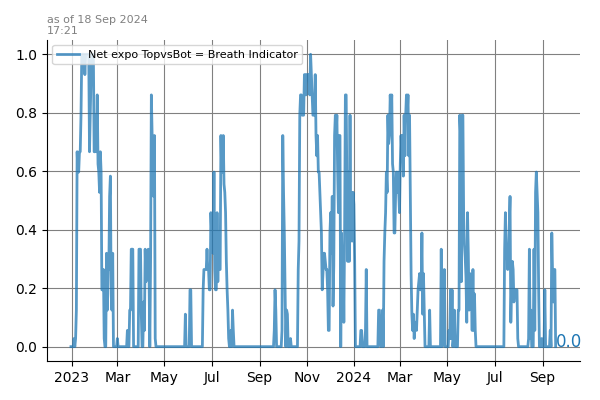 as of 18 Sep 2024
17:21
Net expo TopvsBot = Breath Indicator
1.0
0.8
0.6
0.4
0.2
0.0
0.0
2023 Mar May Jul Sep Nov 2024 Mar May Jul Sep